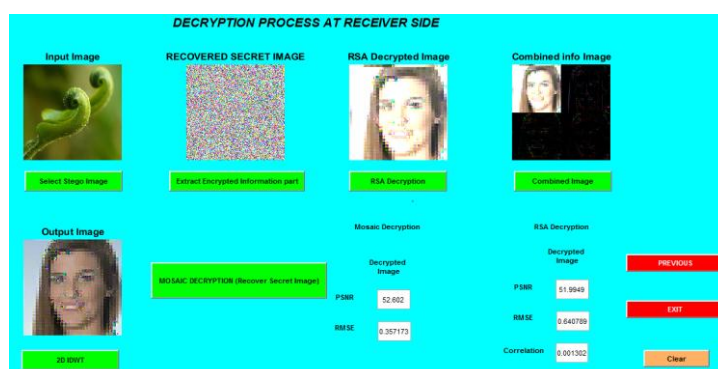 DECRYPTION PROCESS AT RECEIVER SIDE
Input Image
RECOVERED SECRET IMAGE
RSA Decrypted Image
Combined info Image
Select Stego Image
Extract Encrypted Information part
RSA Decryption
Combined Image
Output Image
2D IDWT
MOSAIC DECRYPTION (Recover Secret Image)
Mosaic Decryption
Decrypted
Image
PSNR
52.602
RMSE
0.357173
RSA Decryption
Decrypted
Image
PSNR
51.9949
RMSE
0.640789
Correlation
0.001302
PREVIOUS
EXIT
Clear